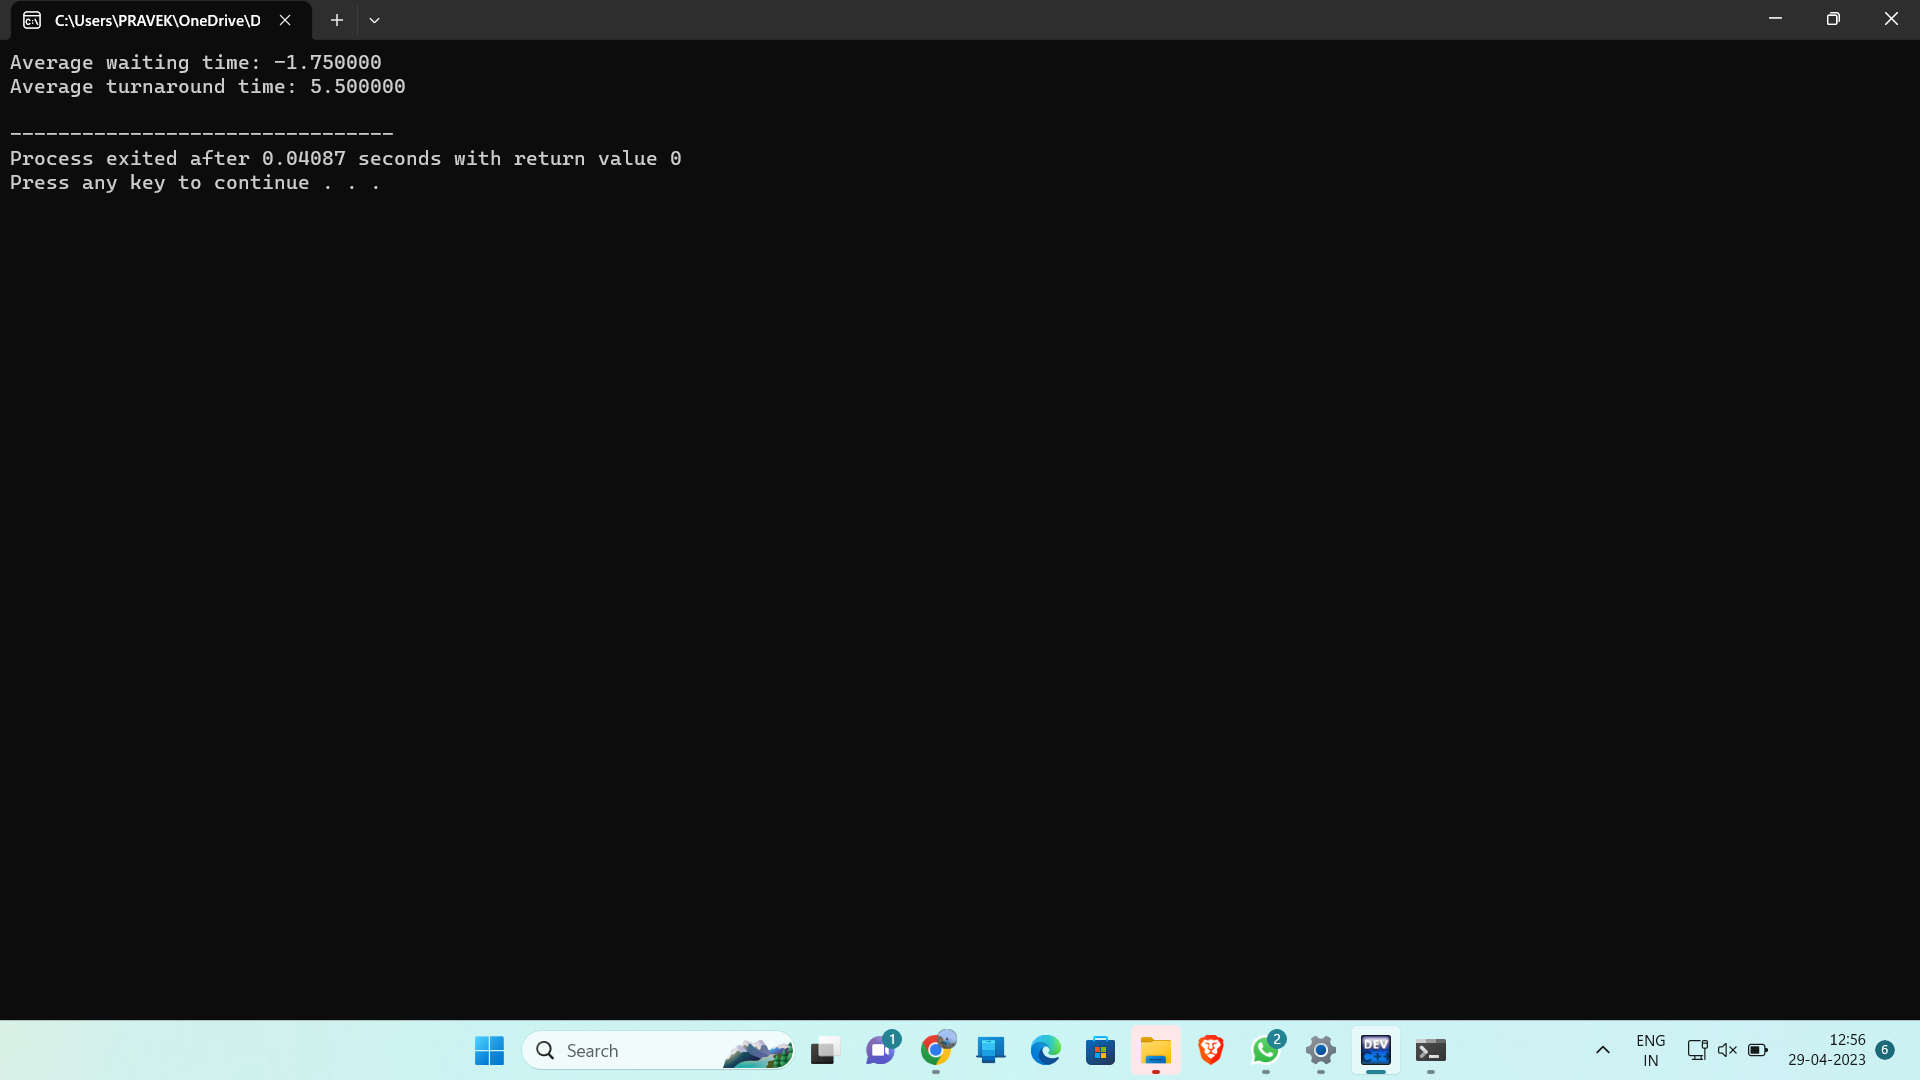 C:\Users\PRAVEK\OneDrive\D
Average waiting time: -1.750000
Average turnaround time: 5.500000
--------------------------------
Process exited after 0.04087 seconds with return value 0
Press any key to continue . . .
Search
1
2
DEV
C++
ENG
IN
12:56
29-04-2023
6